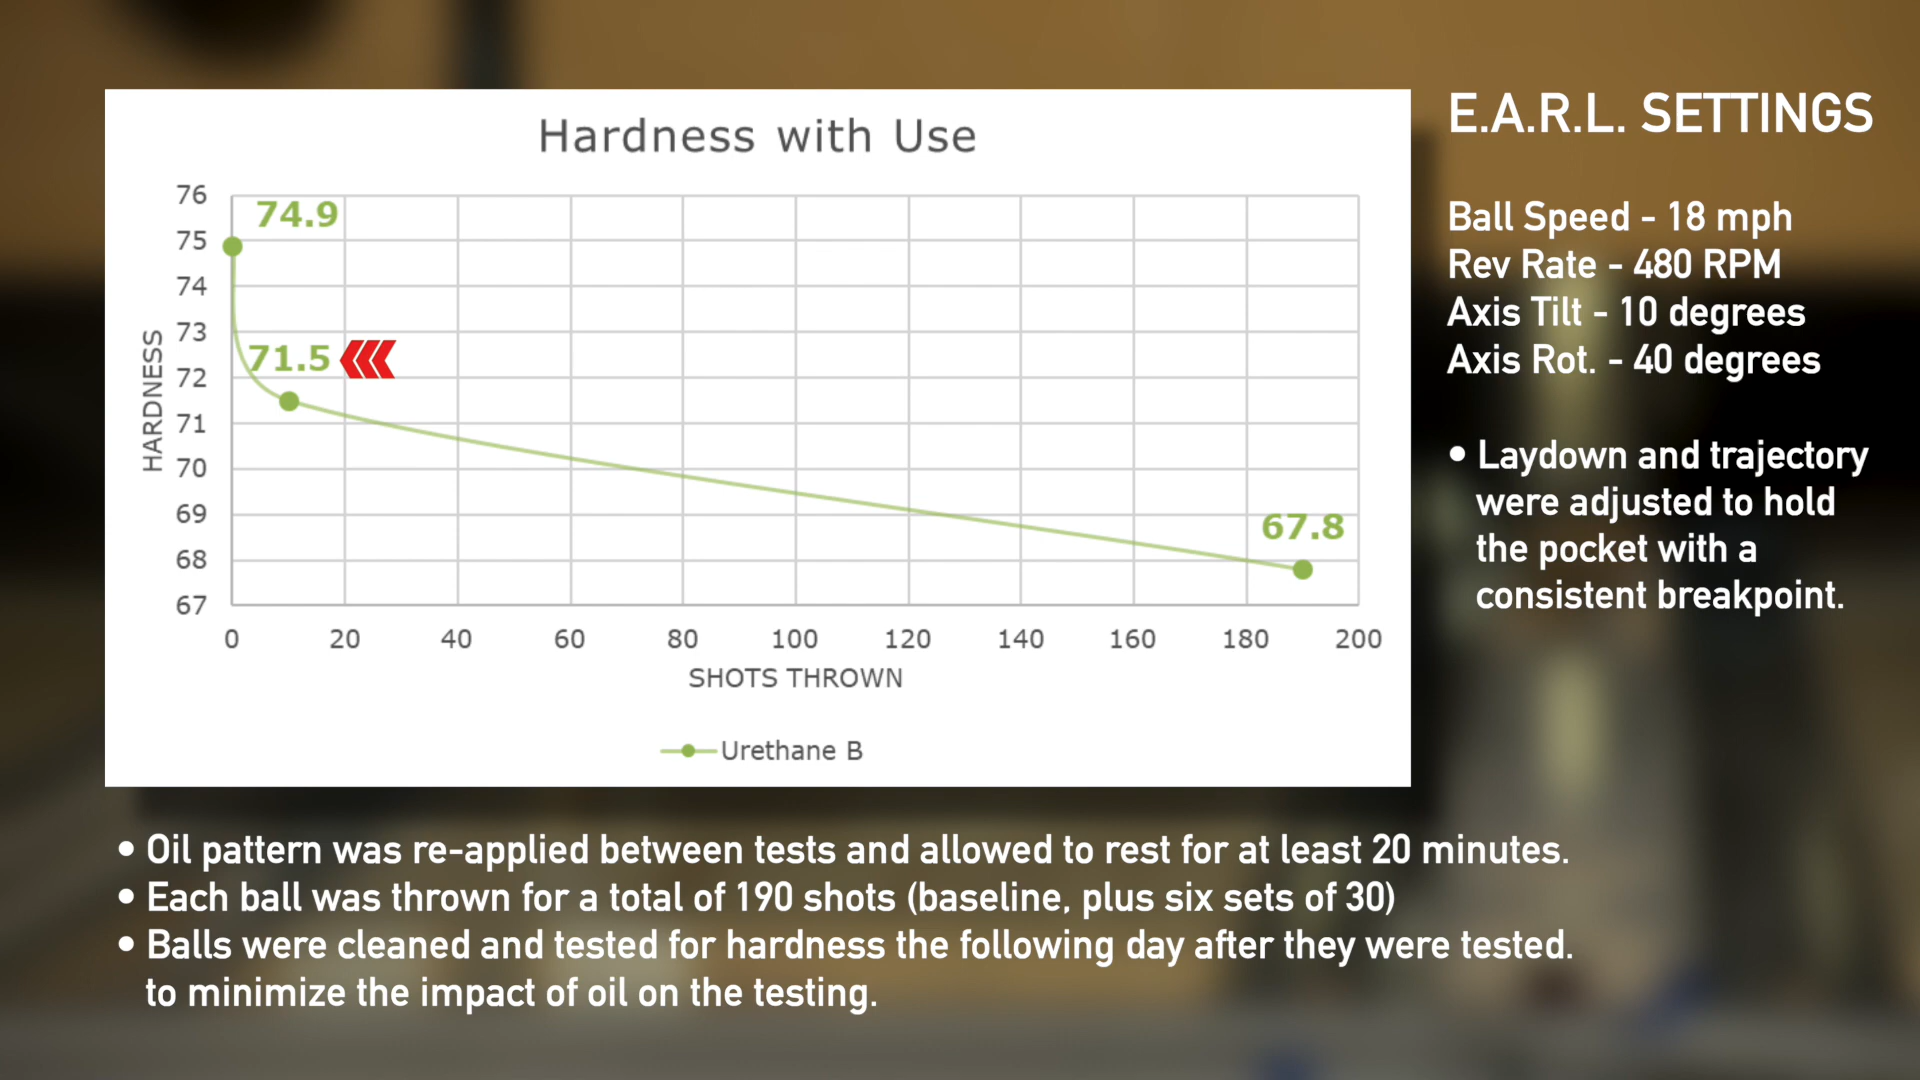 Hardness with Use
76
75
74
73
72
71
70
69
68
67
HARDNESS
74.9
71.5
67.8
0 20 40 60 80 100 120 140 160 180 200
SHOTS THROWN
Urethane B
E.A.R.L. SETTINGS
Ball Speed - 18 mph
Rev Rate - 480 RPM
Axis Tilt - 10 degrees
Axis Rot. - 40 degrees
• Laydown and trajectory
were adjusted to hold
the pocket with a
consistent breakpoint.
• Oil pattern was re-applied between tests and allowed to rest for at least 20 minutes.
• Each ball was thrown for a total of 190 shots (baseline, plus six sets of 30)
• Balls were cleaned and tested for hardness the following day after they were tested.
to minimize the impact of oil on the testing.